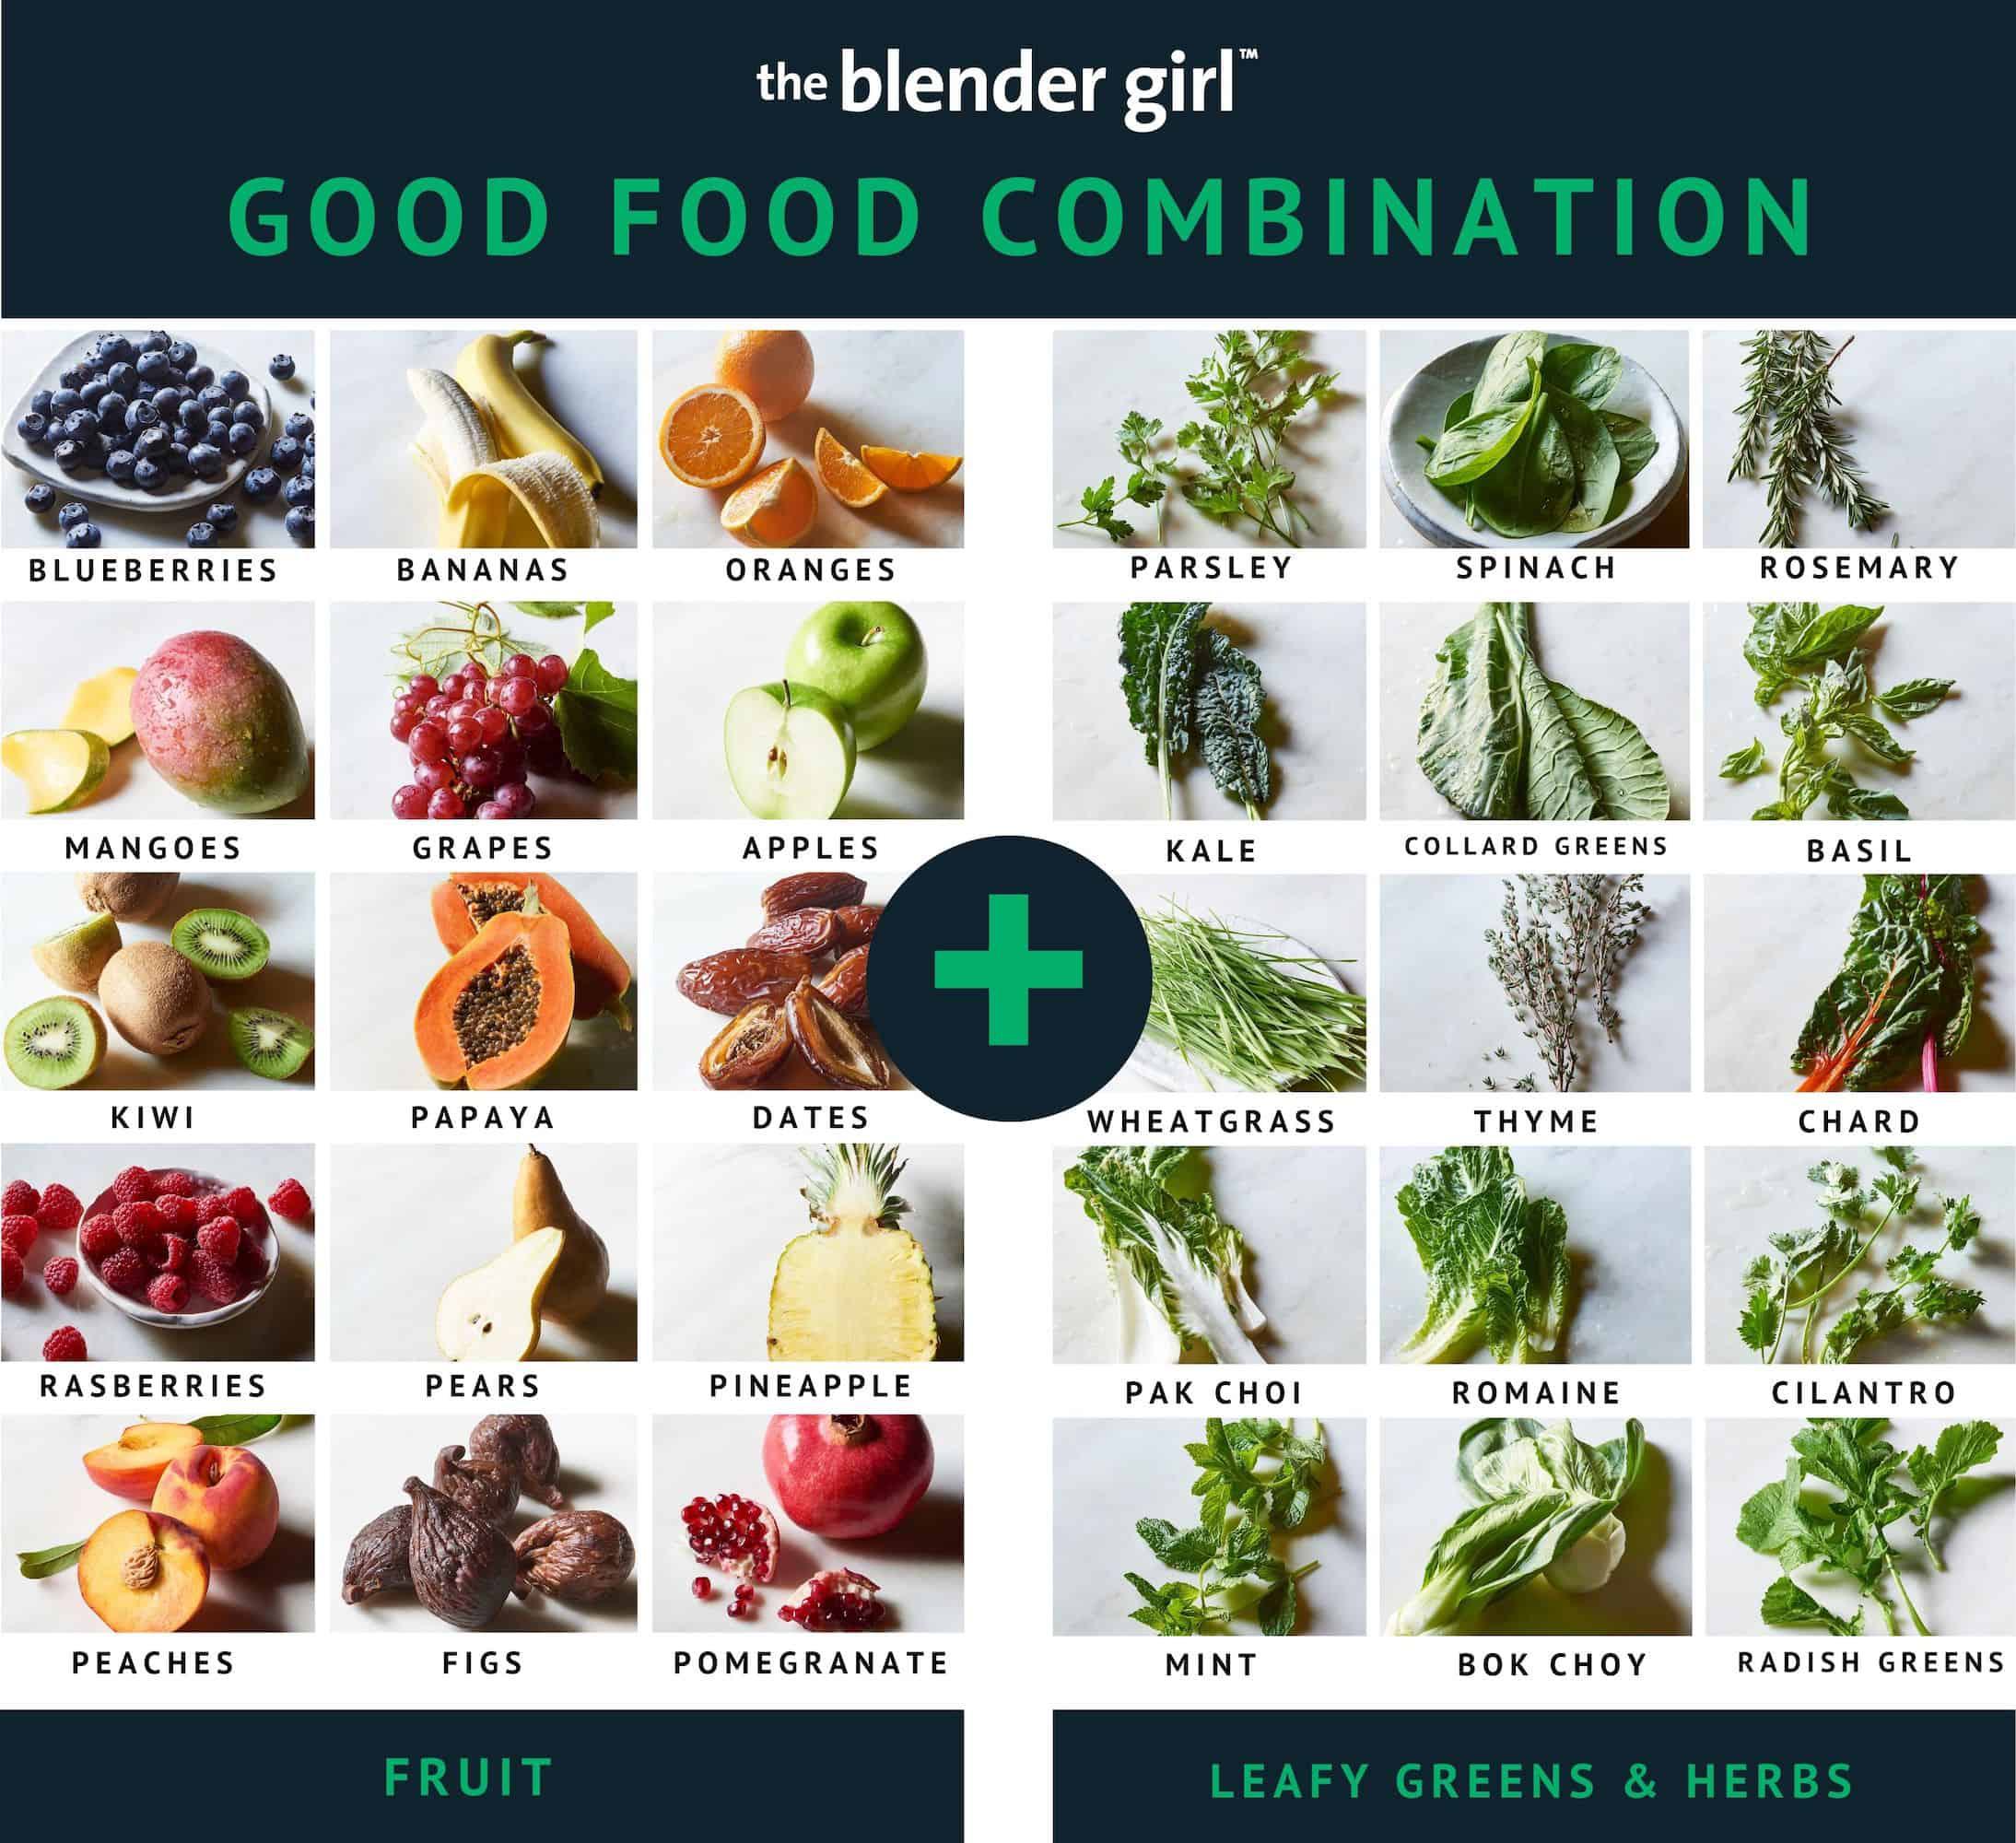 the blender girl™
GOOD FOOD COMBINATION
BLUEBERRIES
BANANAS
ORANGES
PARSLEY
SPINACH
ROSEMARY
MANGOES
GRAPES
APPLES
KALE
COLLARD GREENS
BASIL
KIWI
PAPAYA
DATES
WHEATGRASS
THYME
CHARD
RASBERRIES
PEARS
PINEAPPLE
PAK CHOI
ROMAINE
CILANTRO
PEACHES
FIGS
POMEGRANATE
MINT
BOK CHOY
RADISH GREENS
FRUIT
LEAFY GREENS & HERBS